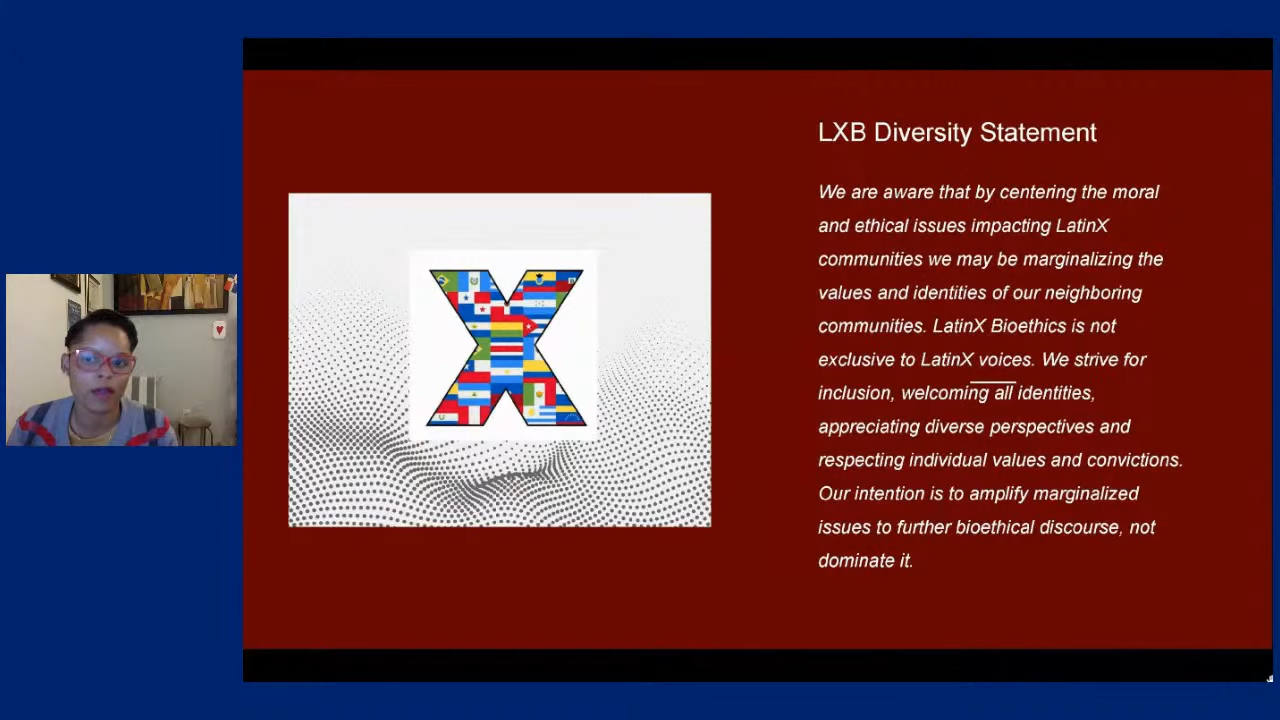 LXB Diversity Statement
We are aware that by centering the moral
and ethical issues impacting LatinX
communities we may be marginalizing the
values and identities of our neighboring
communities. LatinX Bioethics is not
exclusive to LatinX voices. We strive for
inclusion, welcoming all identities,
appreciating diverse perspectives and
respecting individual values and convictions.
Our intention is to amplify marginalized
issues to further bioethical discourse, not
dominate it.
X